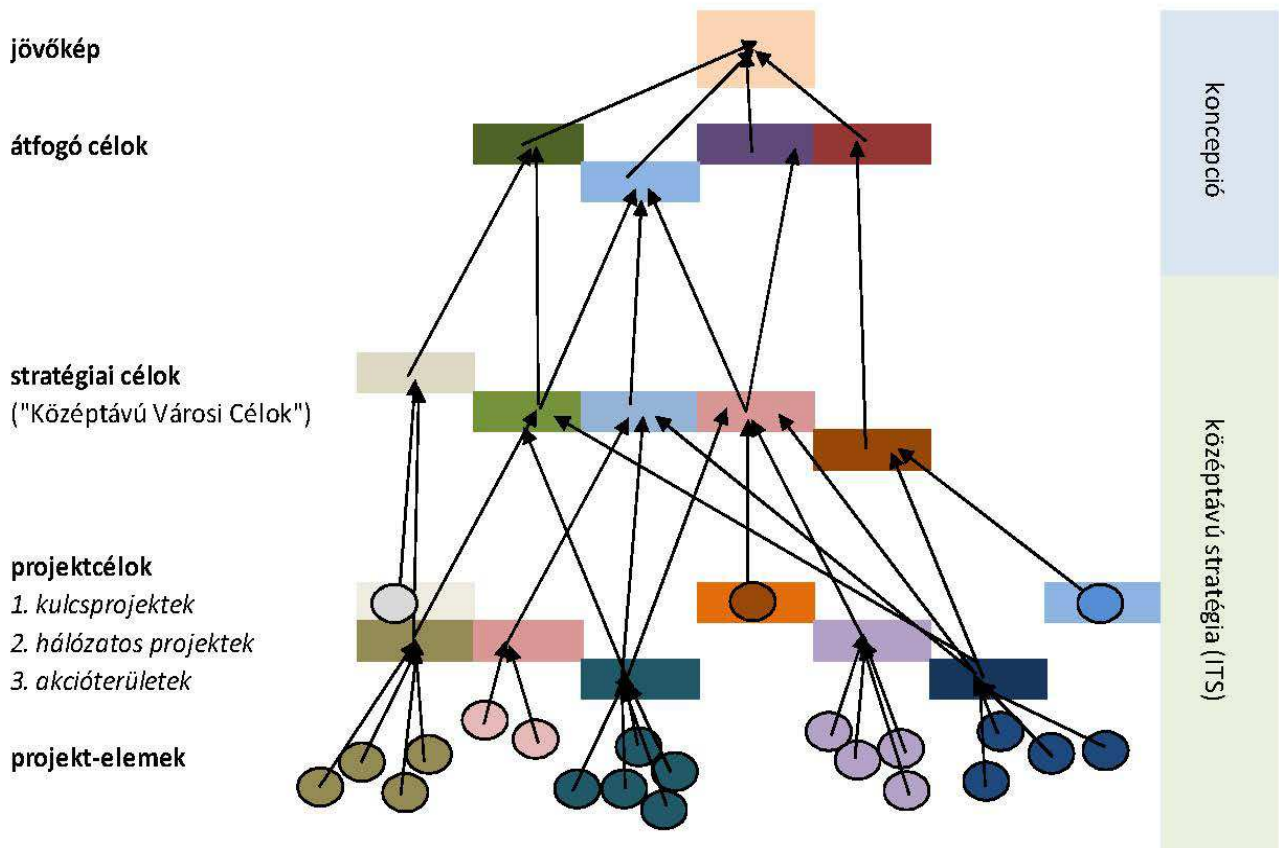 jövőkép
átfogó célok
stratégiai célok
("Középtávú Városi Célok")
projektcélok
1. kulcsprojektek
2. hálózatos projektek
3. akcióterületek
projekt-elemek
koncepció
középtávú stratégia (ITS)